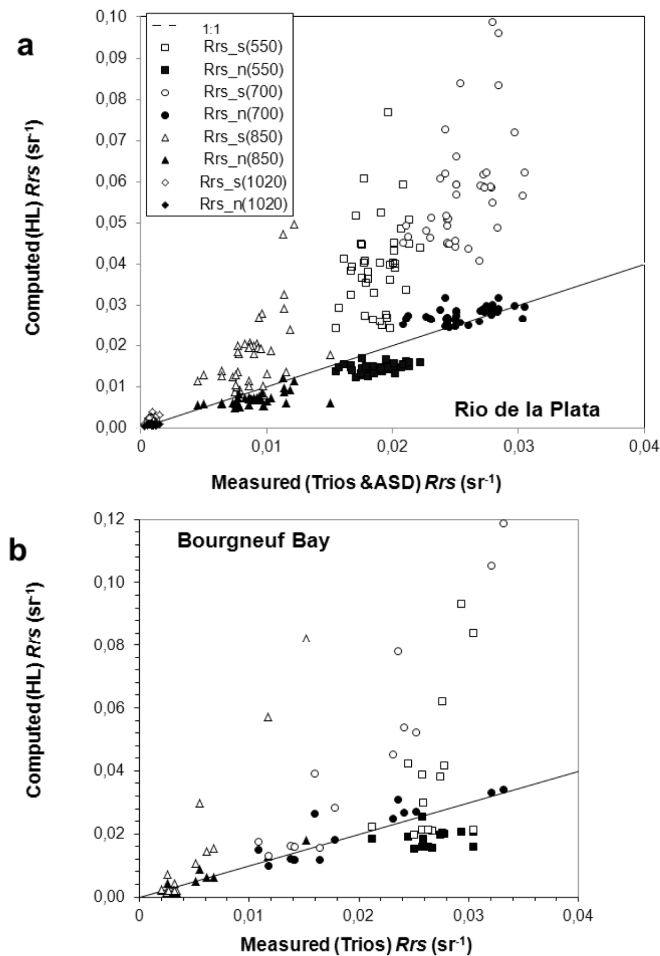 a
0,10
0,09
0,08
0,07
0,06
0,05
0,04
0,03
0,02
0,01
0,00
Computed (HL) Rrs (sr-1)
1:1
Rrs_s(550)
Rrs_n(550)
Rrs_s(700)
Rrs_n(700)
Rrs_s(850)
Rrs_n(850)
Rrs_s(1020)
Rrs_n(1020)
Rio de la Plata
0 0,01 0,02 0,03 0,04
Measured (Trios &ASD) Rrs (sr-1)
b
Bourgneuf Bay
0,12
0,10
0,08
0,06
0,04
0,02
0,00
Computed (HL) Rrs (sr-1)
0 0,01 0,02 0,03 0,04
Measured (Trios) Rrs (sr-1)